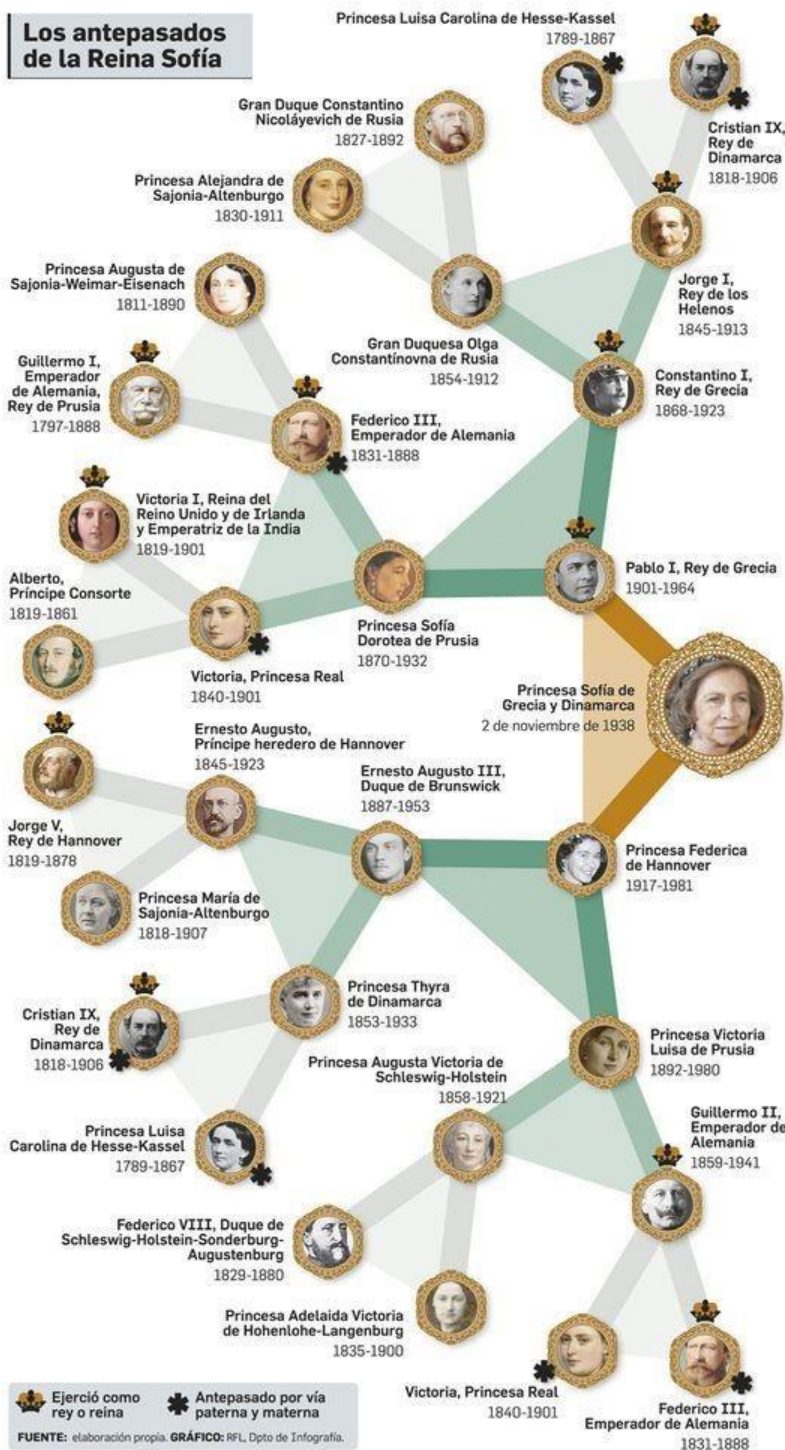 Los antepasados
de la Reina Sofía
Princesa Luisa Carolina de Hesse-Kassel
1789-1867
Cristian IX,
Rey de
Dinamarca
1818-1906
Gran Duque Constantino
Nicoláyevich de Rusia
1827-1892
Princesa Alejandra de
Sajonia-Altenburgo
1830-1911
Jorge I,
Rey de los
Helenos
1845-1913
Princesa Augusta de
Sajonia-Weimar-Eisenach
1811-1890
Gran Duquesa Olga
Constantínovna de Rusia
1854-1912
Guillermo I,
Emperador
de Alemania,
Rey de Prusia
1797-1888
Constantino I,
Rey de Grecia
1868-1923
Federico III,
Emperador de Alemania
1831-1888
Victoria I, Reina del
Reino Unido y de Irlanda
y Emperatriz de la India
1819-1901
Alberto,
Príncipe Consorte
1819-1861
Pablo I, Rey de Grecia
1901-1964
Princesa Sofía
Dorotea de Prusia
1870-1932
Victoria, Princesa Real
1840-1901
Princesa Sofía de
Grecia y Dinamarca
2 de noviembre de 1938
Ernesto Augusto,
Príncipe heredero de Hannover
1845-1923
Ernesto Augusto III,
Duque de Brunswick
1887-1953
Jorge V,
Rey de Hannover
1819-1878
Princesa Federica
de Hannover
1917-1981
Princesa María de
Sajonia-Altenburgo
1818-1907
Princesa Thyra
de Dinamarca
1853-1933
Cristian IX,
Rey de
Dinamarca
1818-1906
Princesa Victoria
Luisa de Prusia
1892-1980
Princesa Augusta Victoria de
Schleswig-Holstein
1858-1921
Princesa Luisa
Carolina de Hesse-Kassel
1789-1867
Guillermo II,
Emperador de
Alemania
1859-1941
Federico VIII, Duque de
Schleswig-Holstein-Sonderburg-
Augustenburg
1829-1880
Princesa Adelaida Victoria
de Hohenlohe-Langenburg
1835-1900
Victoria, Princesa Real
1840-1901
Federico III,
Emperador de Alemania
1831-1888
Ejerció como
rey o reina
Antepasado por vía
paterna y materna
FUENTE: elaboración propia. GRÁFICO: RFL, Dpto de Infografía.